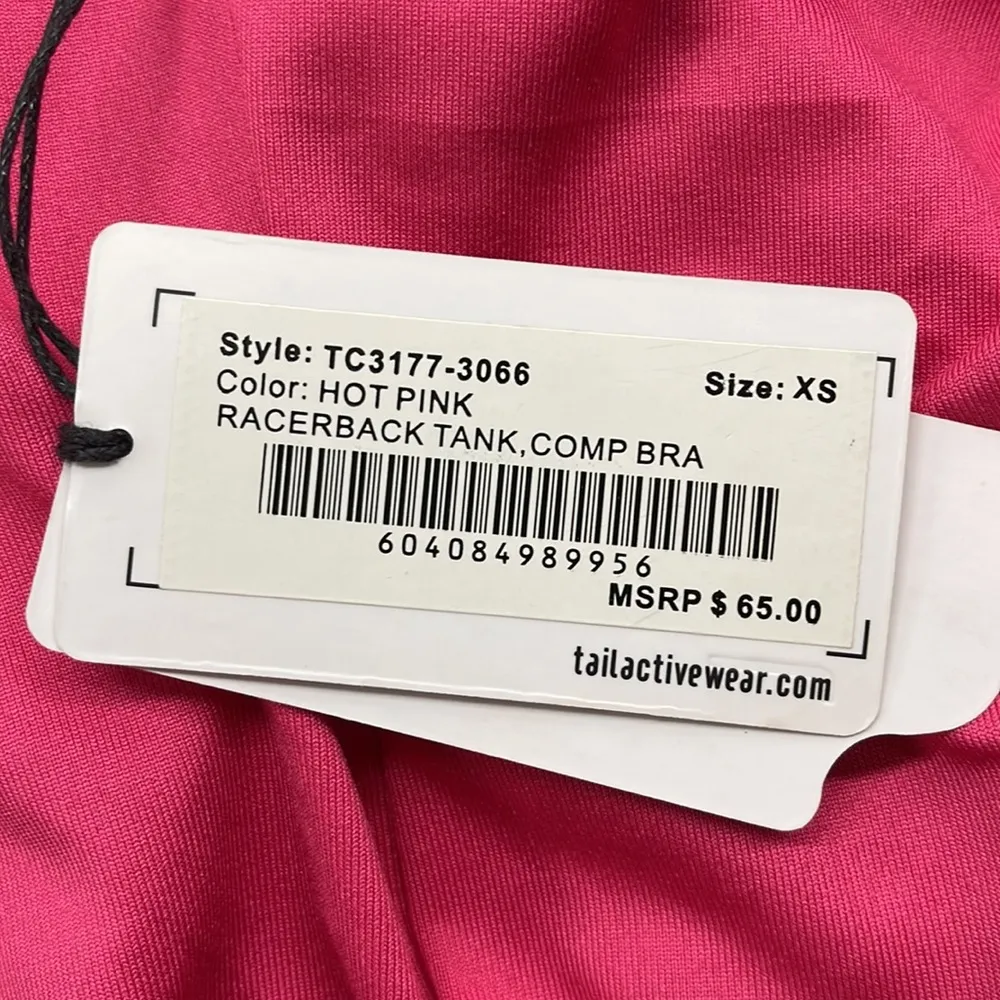 Style: TC3177-3066 Size: XS
Color: HOT PINK
RACERBACK TANK,COMP BRA
604084989956
MSRP $ 65.00
tailactivewear.com